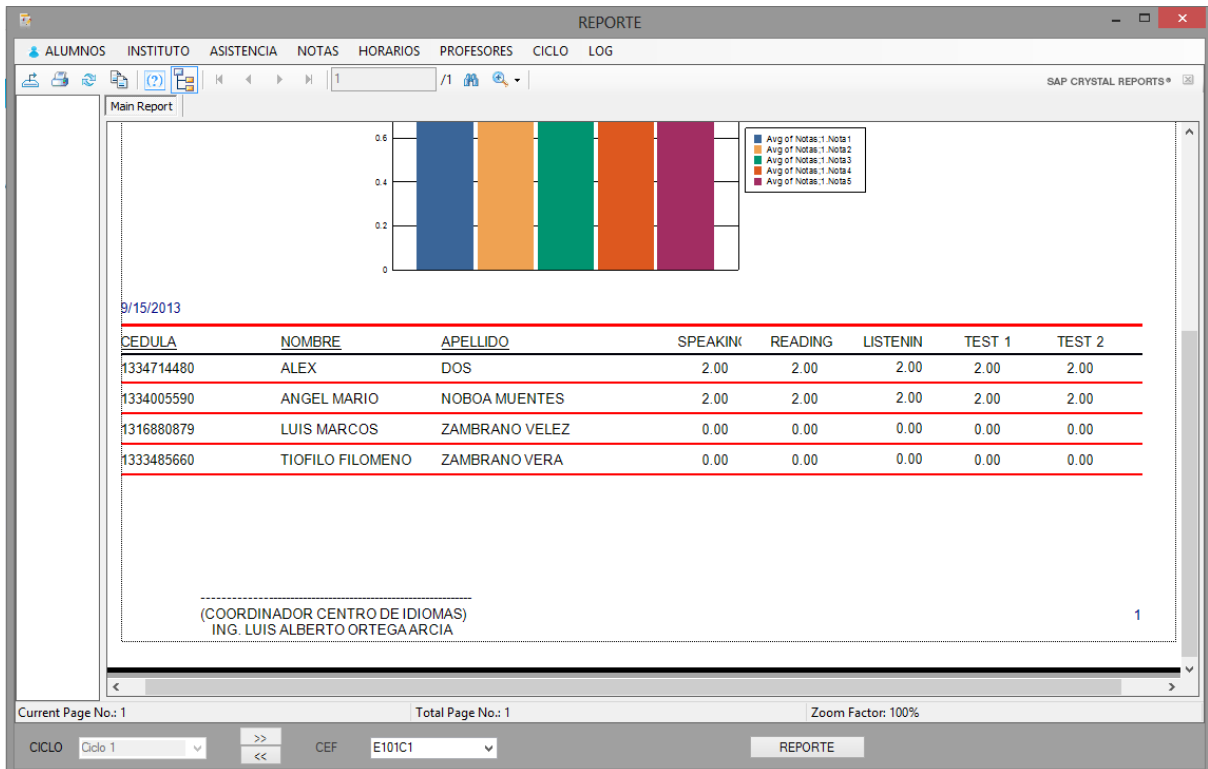 REPORTE
ALUMNOS INSTITUTO ASISTENCIA NOTAS HORARIOS PROFESORES CICLO LOG
1 /1 SAP CRYSTAL REPORTS®
Main Report
0.6
0.4
0.2
0
Avg of Notas;1.Nota1
Avg of Notas;1.Nota2
Avg of Notas;1.Nota3
Avg of Notas;1.Nota4
Avg of Notas;1.Nota5
9/15/2013
CEDULA NOMBRE APELLIDO SPEAKING READING LISTENIN TEST 1 TEST 2
1334714480 ALEX DOS 2.00 2.00 2.00 2.00 2.00
1334005590 ANGEL MARIO NOBOA MUENTES 2.00 2.00 2.00 2.00 2.00
1316880879 LUIS MARCOS ZAMBRANO VELEZ 0.00 0.00 0.00 0.00 0.00
1333485660 TIOFILO FILOMENO ZAMBRANO VERA 0.00 0.00 0.00 0.00 0.00
(COORDINADOR CENTRO DE IDIOMAS)
ING. LUIS ALBERTO ORTEGA ARCIA
1
Current Page No.: 1 Total Page No.: 1 Zoom Factor: 100%
CICLO Ciclo 1 >> << CEF E101C1 REPORTE